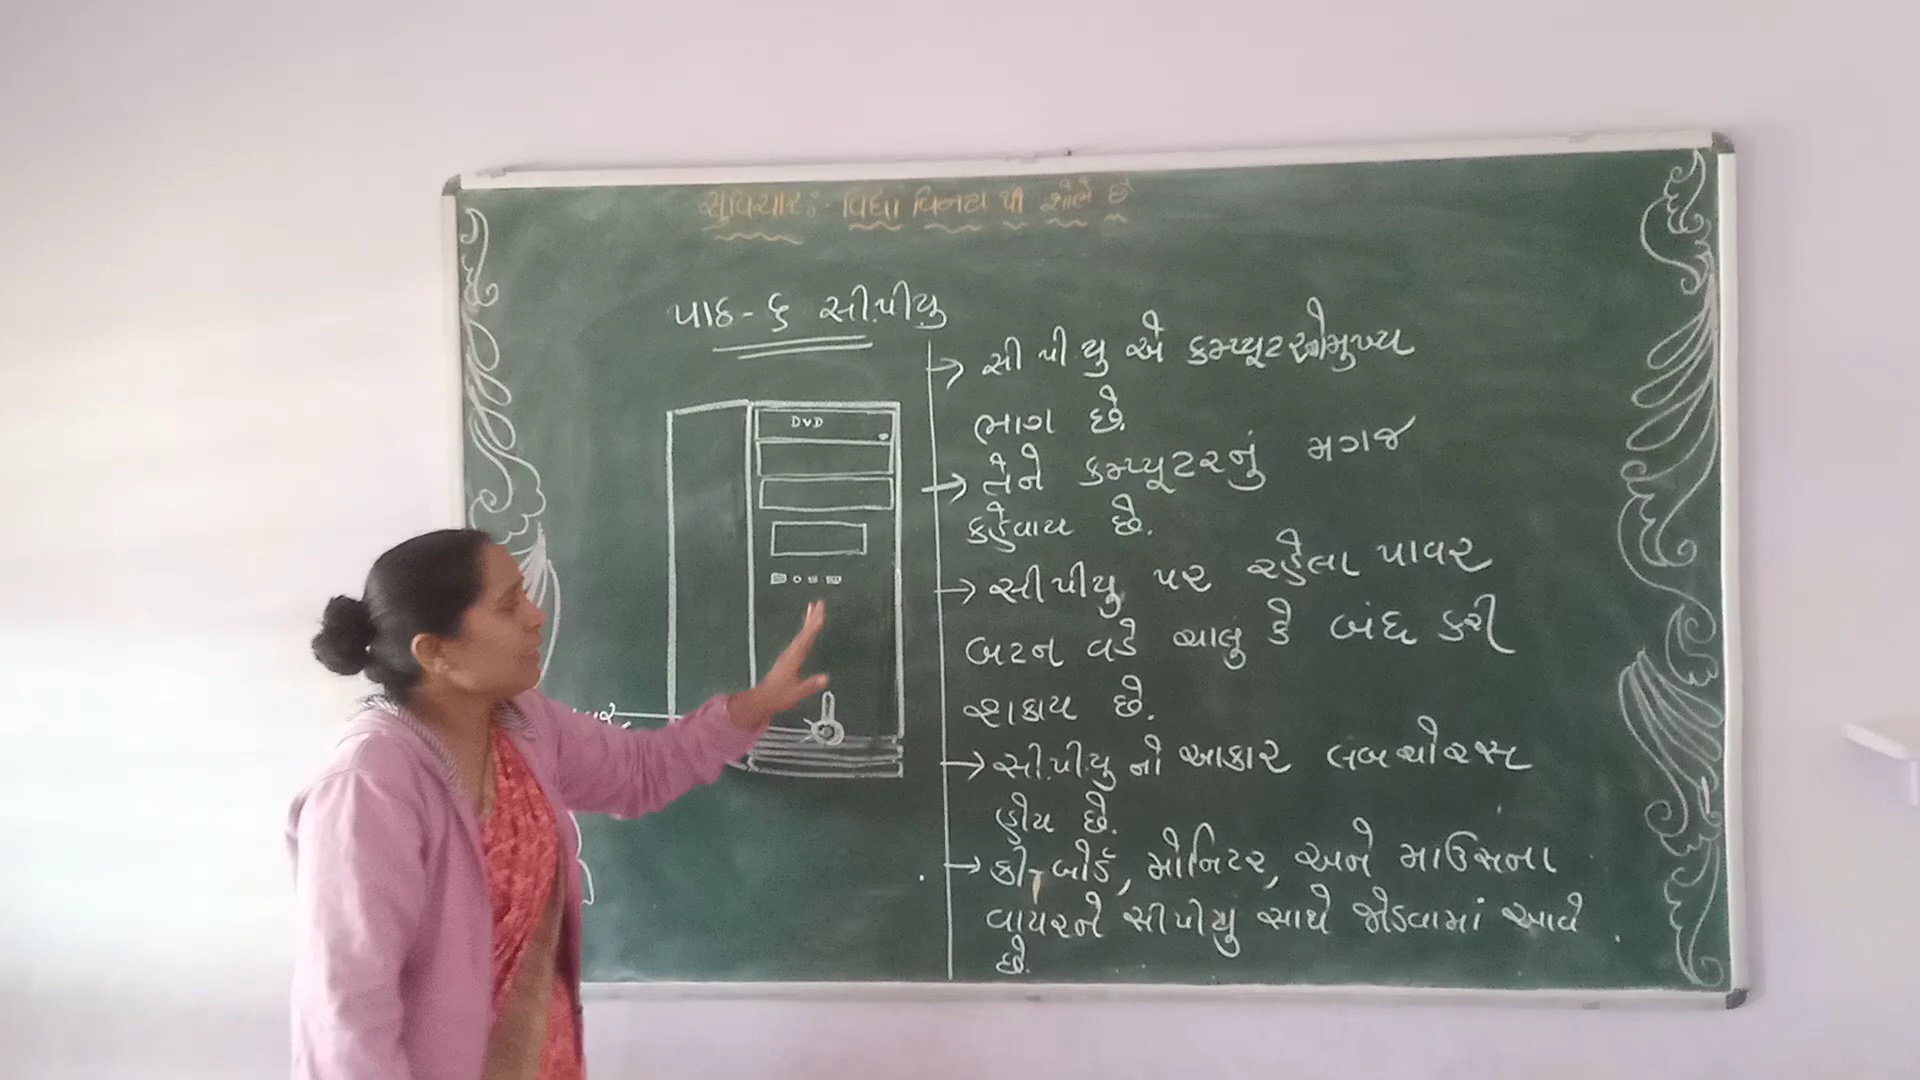 સુવિચાર:- વિદ્યા વિનય થી શોભે છે
પાઠ- ૬ સી.પી.યુ
DVD
→ સી પી યુ એ કમ્પ્યૂટરનો મુખ્ય
ભાગ છે.
→ તેને કમ્પ્યૂટરનું મગજ
કહેવાય છે.
→ સી.પી.યુ પર રહેલા પાવર
બટન વડે ચાલુ કે બંધ કરી
શકાય છે.
→ સી.પી.યુ નો આકાર લંબચોરસ
હોય છે.
→ કી-બોર્ડ, મોનિટર, અને માઉસના
વાયરને સીપીયુ સાથે જોડવામાં આવે
છે.